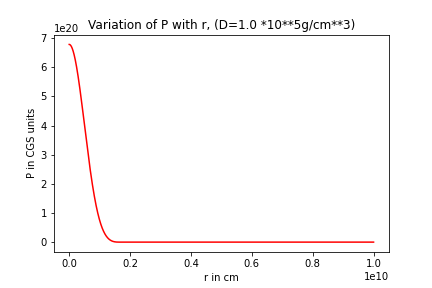 Variation of P with r, (D=1.0 *10**5g/cm**3)
1e20
7
6
5
4
3
2
1
0
P in CGS units
0.0 0.2 0.4 0.6 0.8 1.0
r in cm
1e10